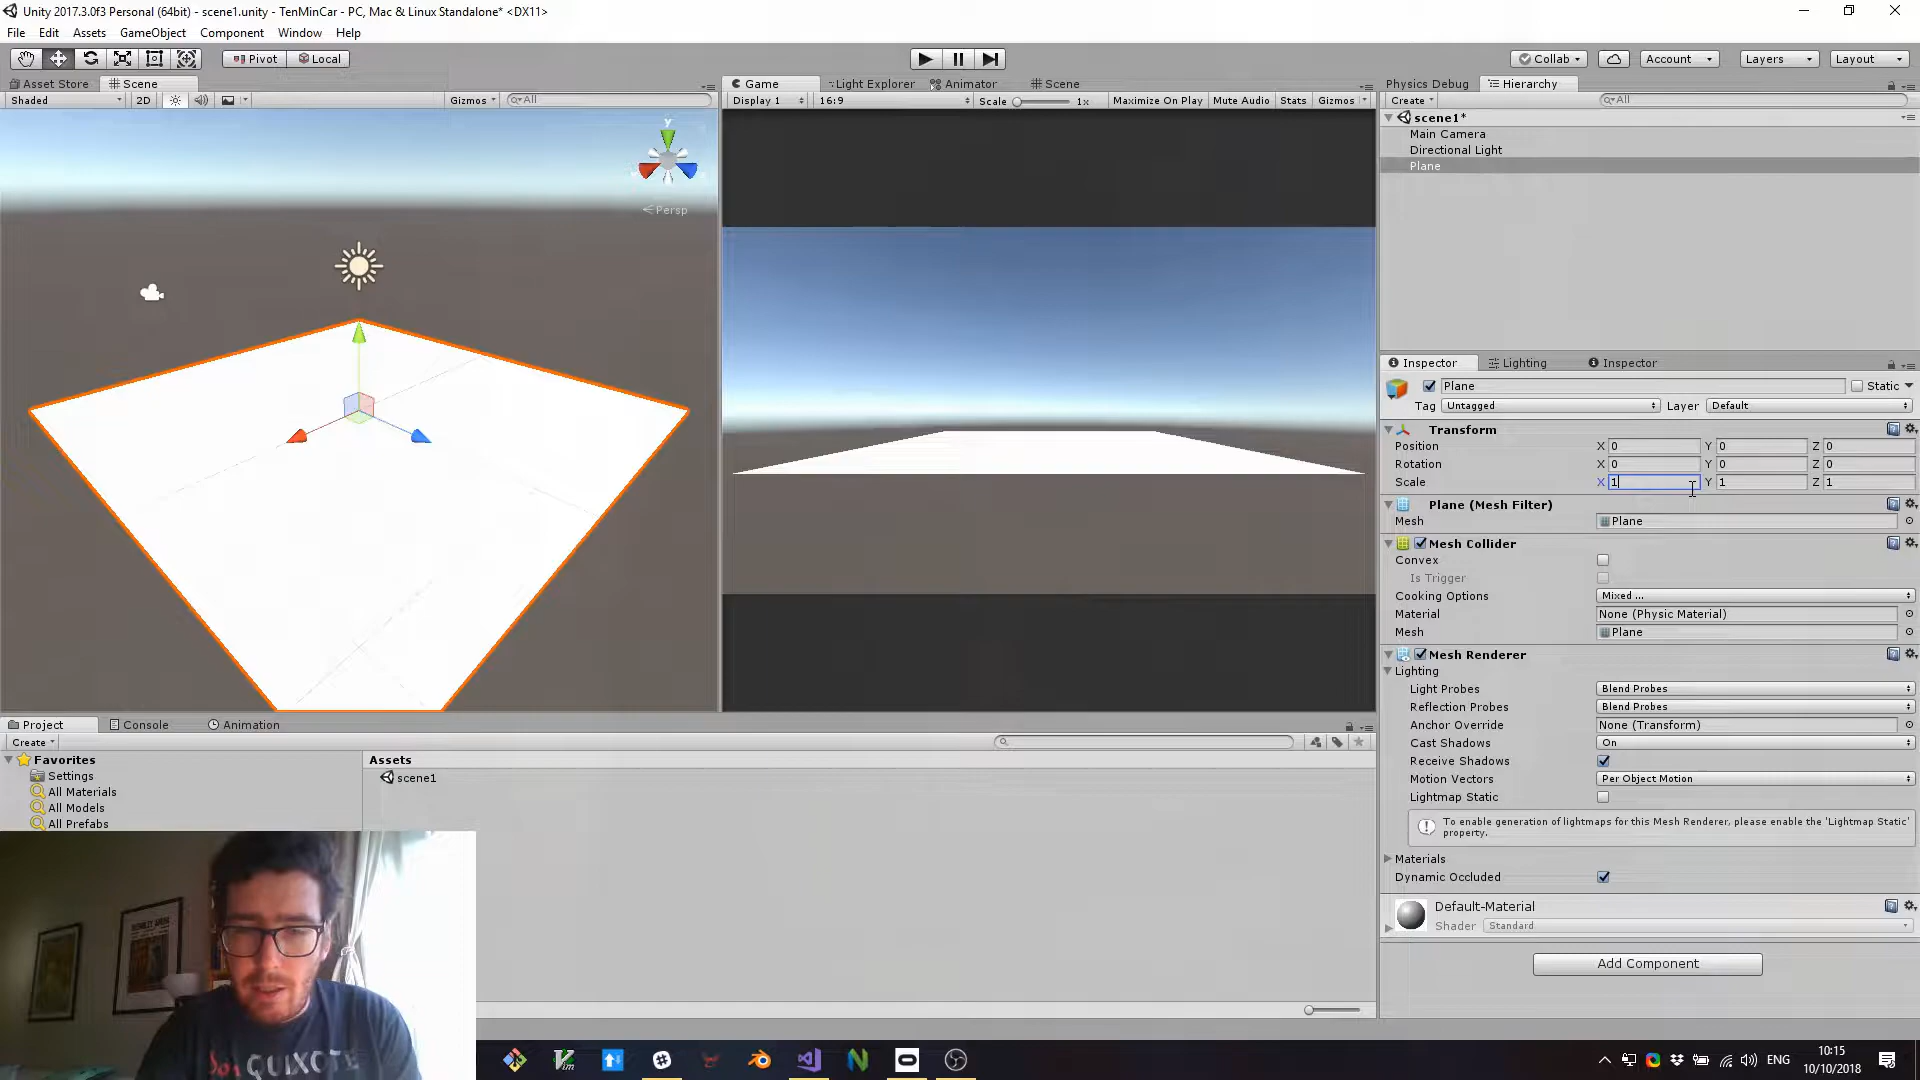 Unity 2017.3.0f3 Personal (64bit) - scene1.unity - TenMinCar - PC, Mac & Linux Standalone* <DX11>
File Edit Assets GameObject Component Window Help
Pivot Local Collab Account Layers Layout
Asset Store Scene
Shaded 2D Gizmos All
y
Persp
Game Light Explorer Animator Scene
Display 1 16:9 Scale 1x Maximize On Play Mute Audio Stats Gizmos
Physics Debug Hierarchy
Create All
scene1*
Main Camera
Directional Light
Plane
Inspector Lighting Inspector
Plane Static
Tag Untagged Layer Default
Transform
Position X 0 Y 0 Z 0
Rotation X 0 Y 0 Z 0
Scale X 1 Y 1 Z 1
Plane (Mesh Filter)
Mesh Plane
Mesh Collider
Convex
Is Trigger
Cooking Options Mixed ...
Material None (Physic Material)
Mesh Plane
Mesh Renderer
Lighting
Light Probes Blend Probes
Reflection Probes Blend Probes
Anchor Override None (Transform)
Cast Shadows On
Receive Shadows
Motion Vectors Per Object Motion
Lightmap Static
To enable generation of lightmaps for this Mesh Renderer, please enable the 'Lightmap Static'
property.
Materials
Dynamic Occluded
Default-Material
Shader Standard
Add Component
Project Console Animation
Create
Favorites
Settings
All Materials
All Models
All Prefabs
Assets
scene1
QUIXOTE
Vim
ENG
10:15
10/10/2018